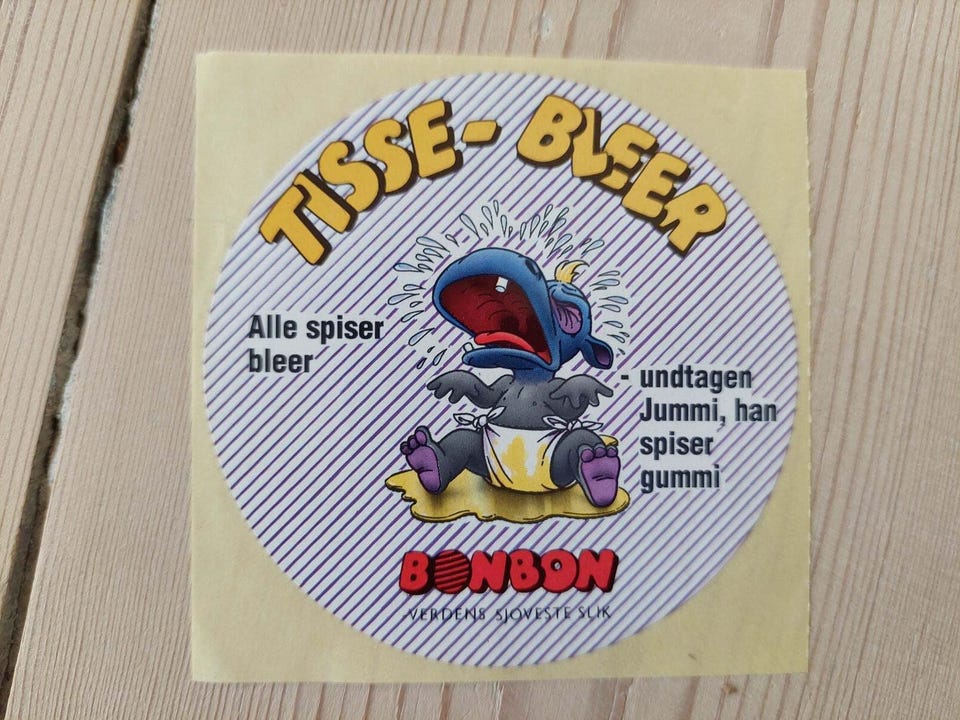 TISSE-BLEER
Alle spiser
bleer
- undtagen
Jummi, han
spiser
gummi
BONBON
-VERDENS SJOVESTE SLIK